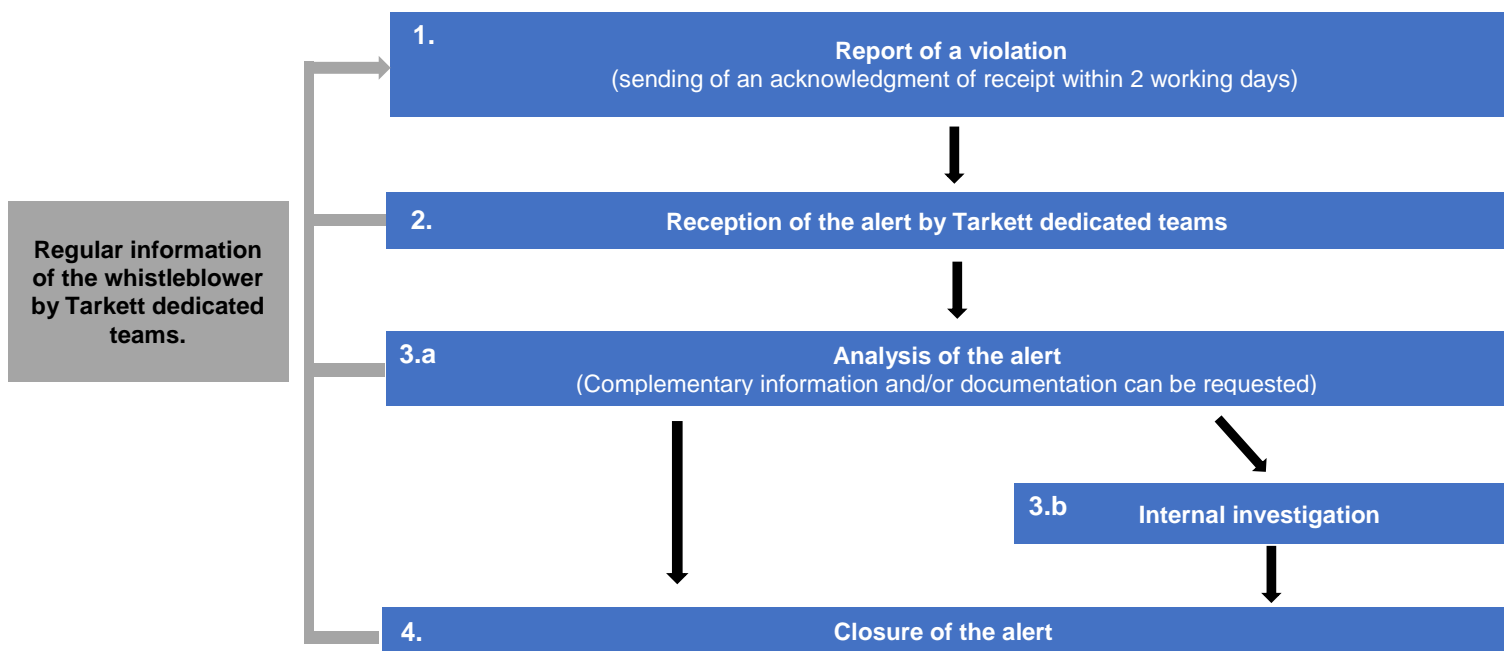 1.
Report of a violation
(sending of an acknowledgment of receipt within 2 working days)
2.
Reception of the alert by Tarkett dedicated teams
Regular information
of the whistleblower
by Tarkett dedicated
teams.
3.a
Analysis of the alert
(Complementary information and/or documentation can be requested)
3.b
Internal investigation
4.
Closure of the alert